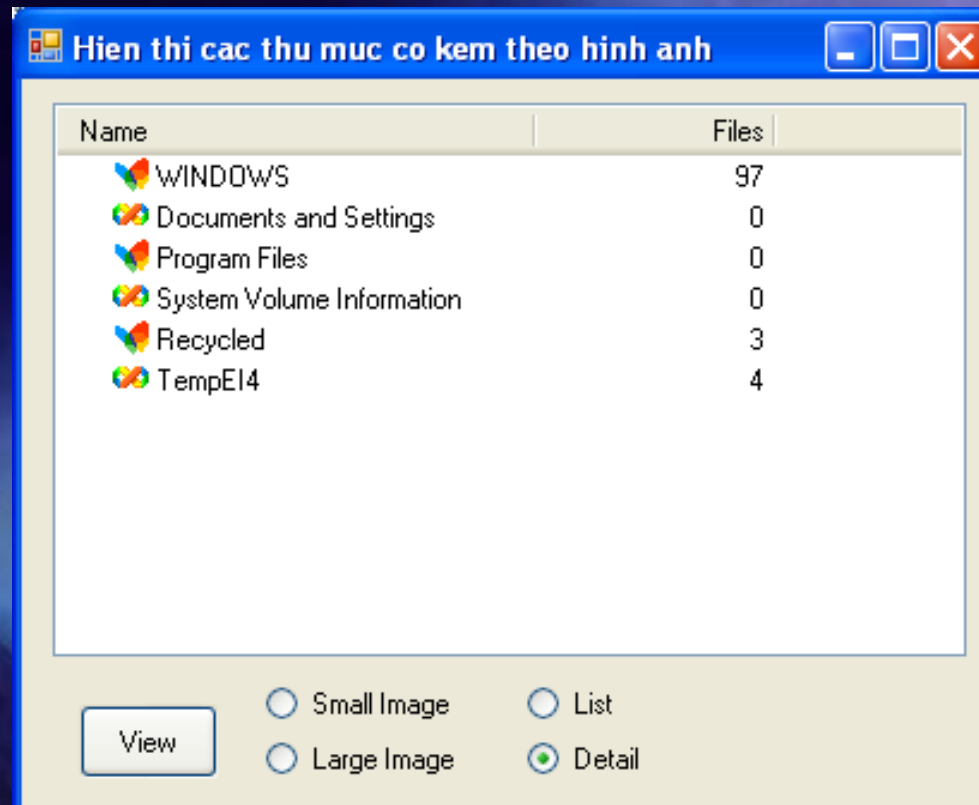 Hien thi cac thu muc co kem theo hinh anh
Name Files
WINDOWS 97
Documents and Settings 0
Program Files 0
System Volume Information 0
Recycled 3
TempEI4 4
Small Image List
View
Large Image Detail